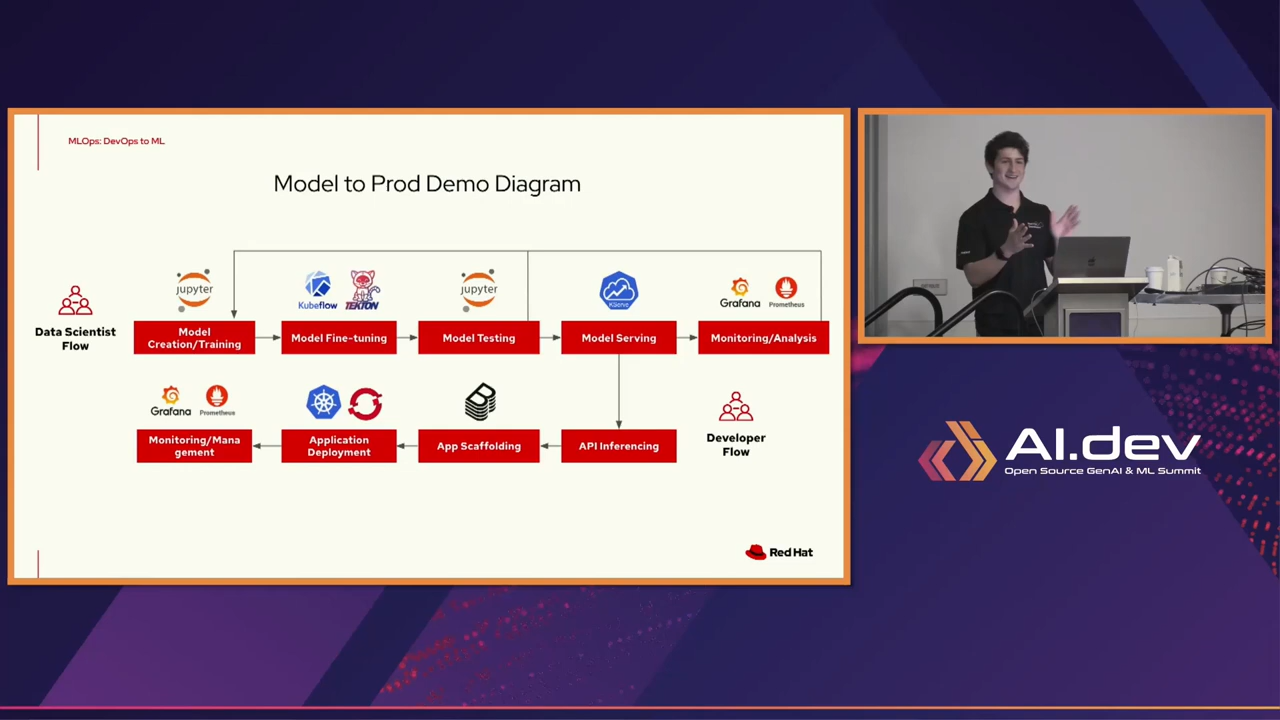 MLOps: DevOps to ML
Model to Prod Demo Diagram
Data Scientist
Flow
jupyter
Kubeflow
TEKTON
jupyter
KServe
Grafana
Prometheus
Model
Creation/Training
Model Fine-tuning
Model Testing
Model Serving
Monitoring/Analysis
Grafana
Prometheus
Monitoring/Mana
gement
Application
Deployment
App Scaffolding
API Inferencing
Developer
Flow
Red Hat
AI.dev
Open Source GenAI & ML Summit